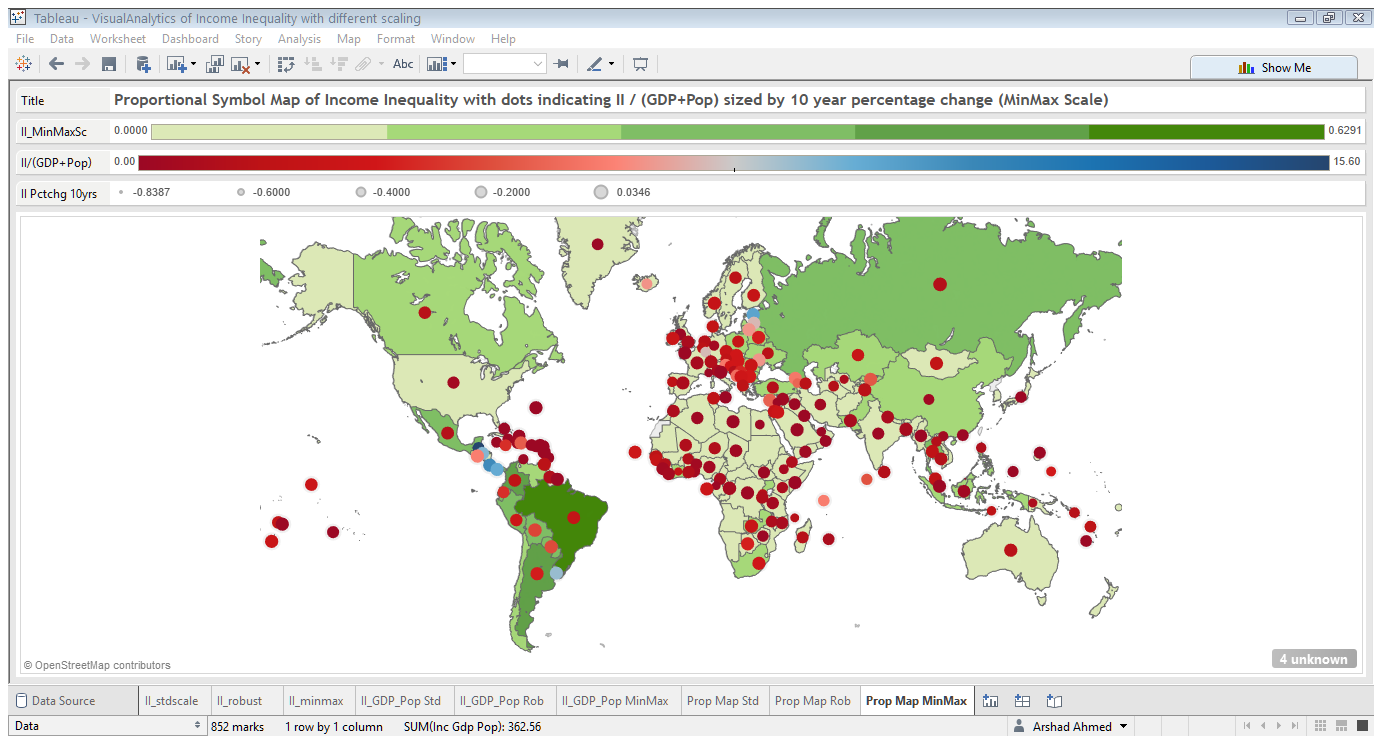 Tableau - VisualAnalytics of Income Inequality with different scaling
File Data Worksheet Dashboard Story Analysis Map Format Window Help
Abc
Show Me
Title Proportional Symbol Map of Income Inequality with dots indicating II / (GDP+Pop) sized by 10 year percentage change (MinMax Scale)
II_MinMaxSc 0.0000 0.6291
II/(GDP+Pop) 0.00 15.60
II Pctchg 10yrs -0.8387 -0.6000 -0.4000 -0.2000 0.0346
© OpenStreetMap contributors
4 unknown
Data Source II_stdscale II_robust II_minmax II_GDP_Pop Std II_GDP_Pop Rob II_GDP_Pop MinMax Prop Map Std Prop Map Rob Prop Map MinMax
Data 852 marks 1 row by 1 column SUM(Inc Gdp Pop): 362.56 Arshad Ahmed